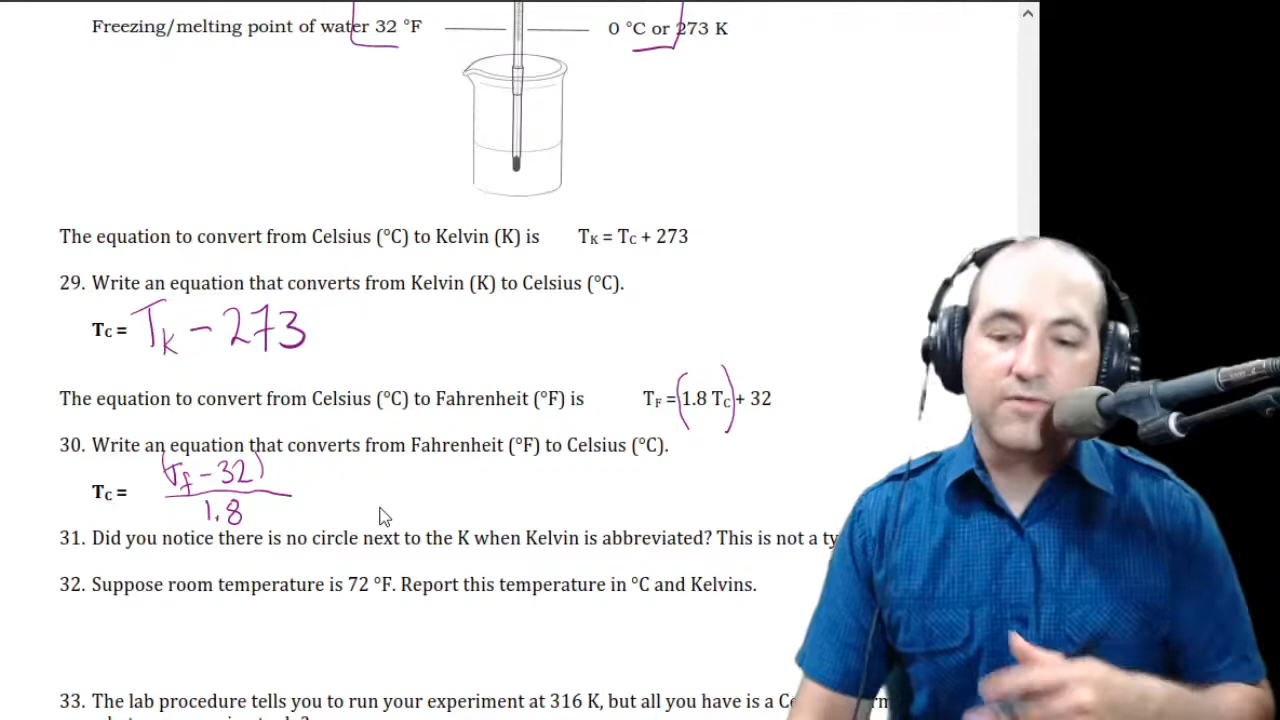 Freezing/melting point of water 32 °F 0 °C or 273 K
The equation to convert from Celsius (°C) to Kelvin (K) is TK = TC + 273
29. Write an equation that converts from Kelvin (K) to Celsius (°C).
TC = TK - 273
The equation to convert from Celsius (°C) to Fahrenheit (°F) is TF = (1.8 TC) + 32
30. Write an equation that converts from Fahrenheit (°F) to Celsius (°C).
(Tf - 32)
TC =
1.8
31. Did you notice there is no circle next to the K when Kelvin is abbreviated? This is not a ty
32. Suppose room temperature is 72 °F. Report this temperature in °C and Kelvins.
33. The lab procedure tells you to run your experiment at 316 K, but all you have is a Ce